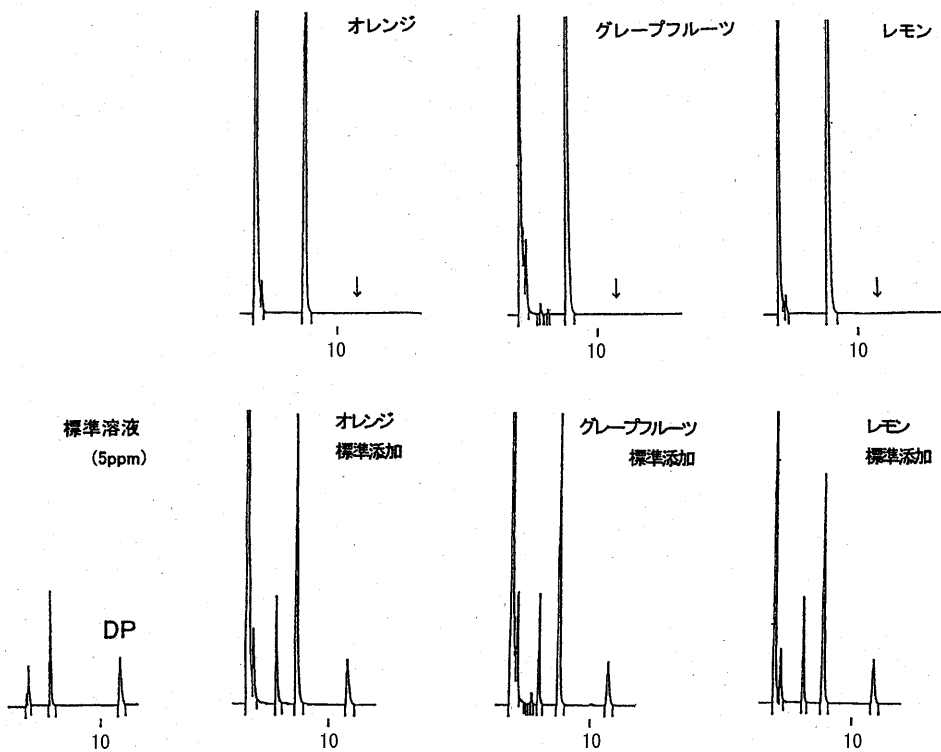 オレンジ
グレープフルーツ
レモン
↓
↓
↓
10
10
10
標準溶液
(5ppm)
DP
オレンジ
標準添加
グレープフルーツ
標準添加
レモン
標準添加
10
10
10
10